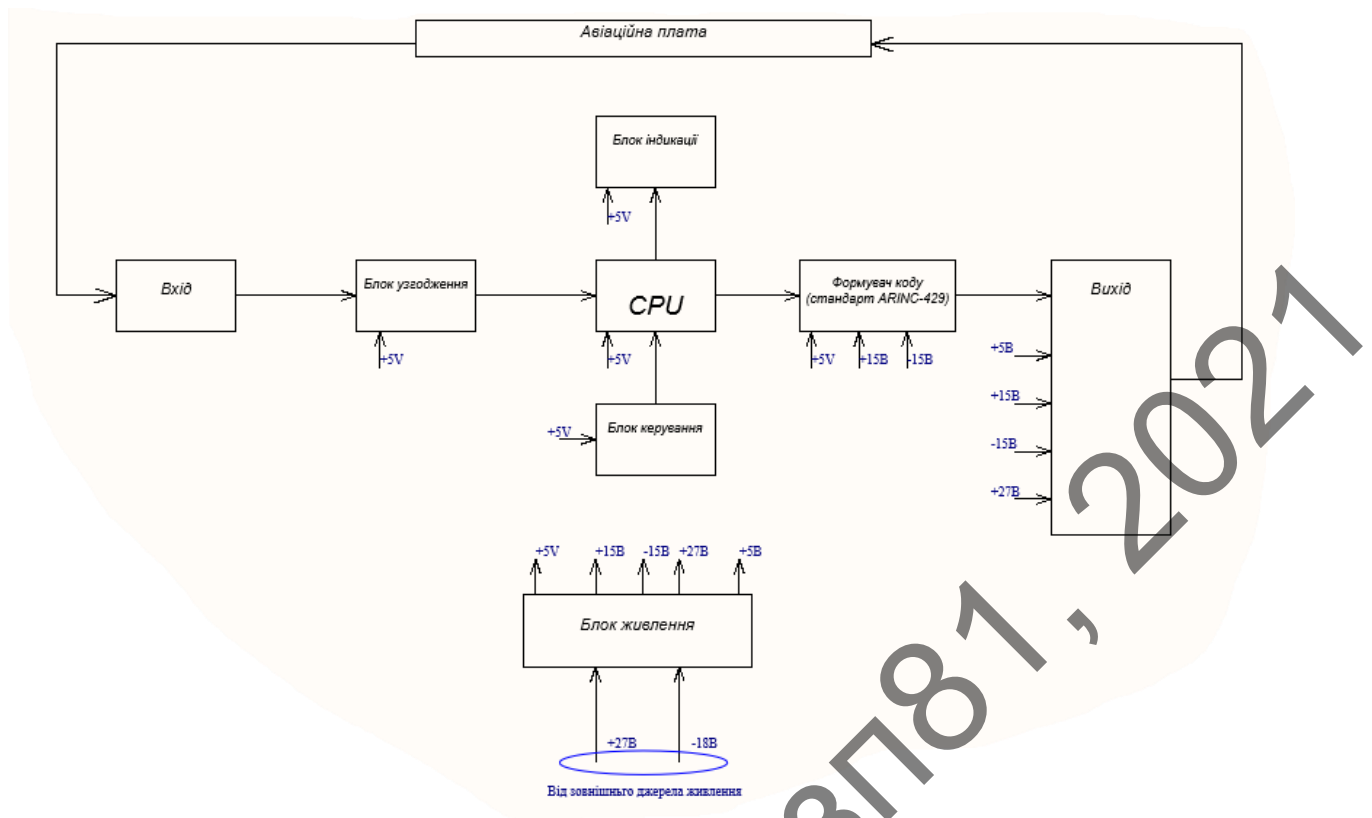 Авіаційна плата
Блок індикації
+5V
Вхід
Блок узгодження
CPU
Формувач коду
(стандарт ARINC-429)
Вихід
+5V
+5V
+5V
+15В
-15В
+5В
+15В
-15В
+27В
+5V
Блок керування
+5V
+15В
-15В
+27В
+5В
Блок живлення
+27В
-18В
Від зовнішнього джерела живлення
зп81, 2021